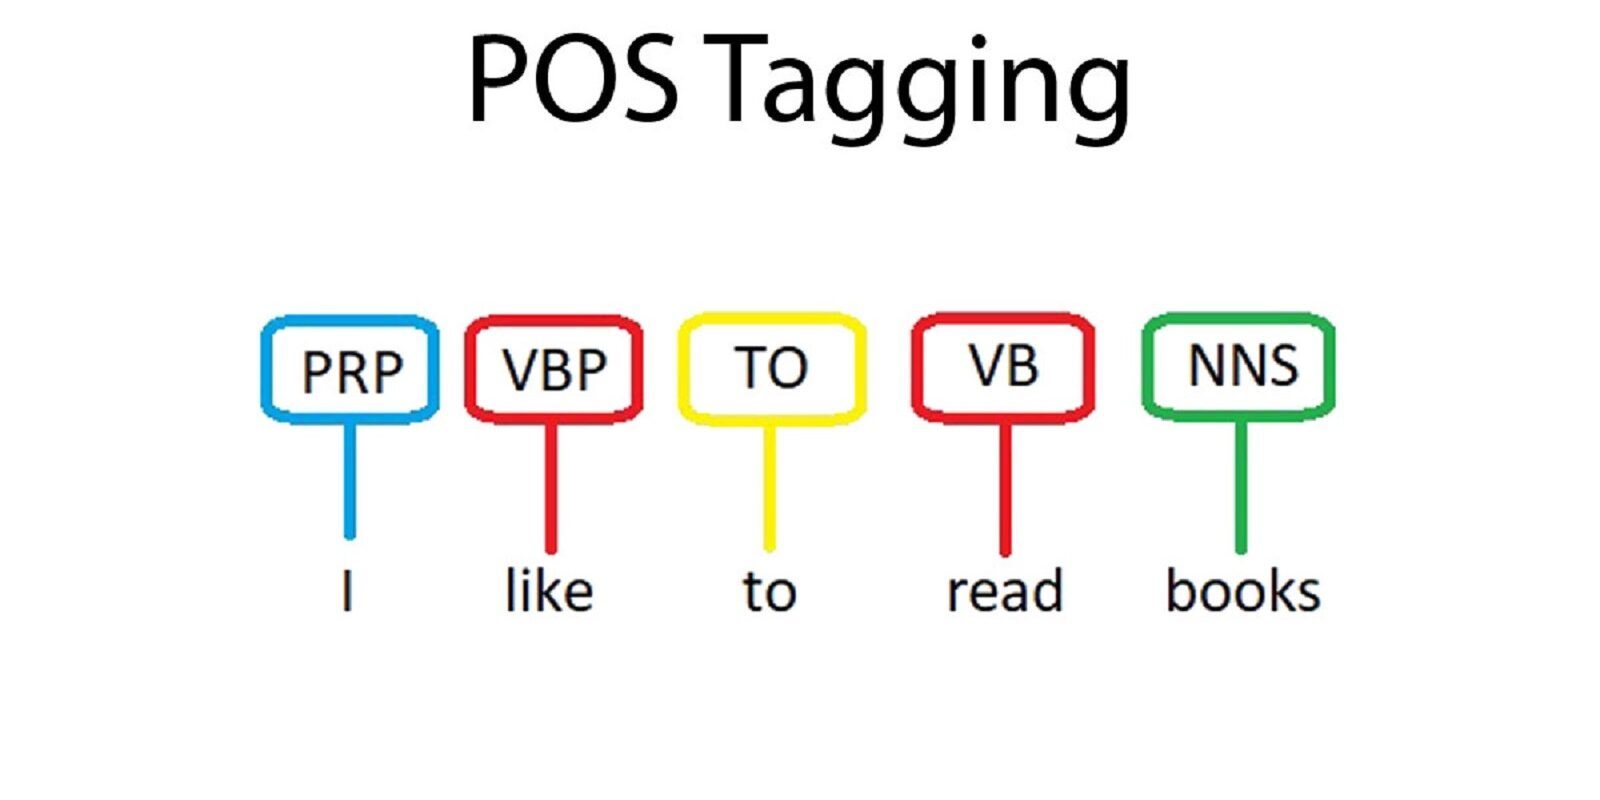 POS Tagging
PRP VBP TO VB NNS
I like to read books